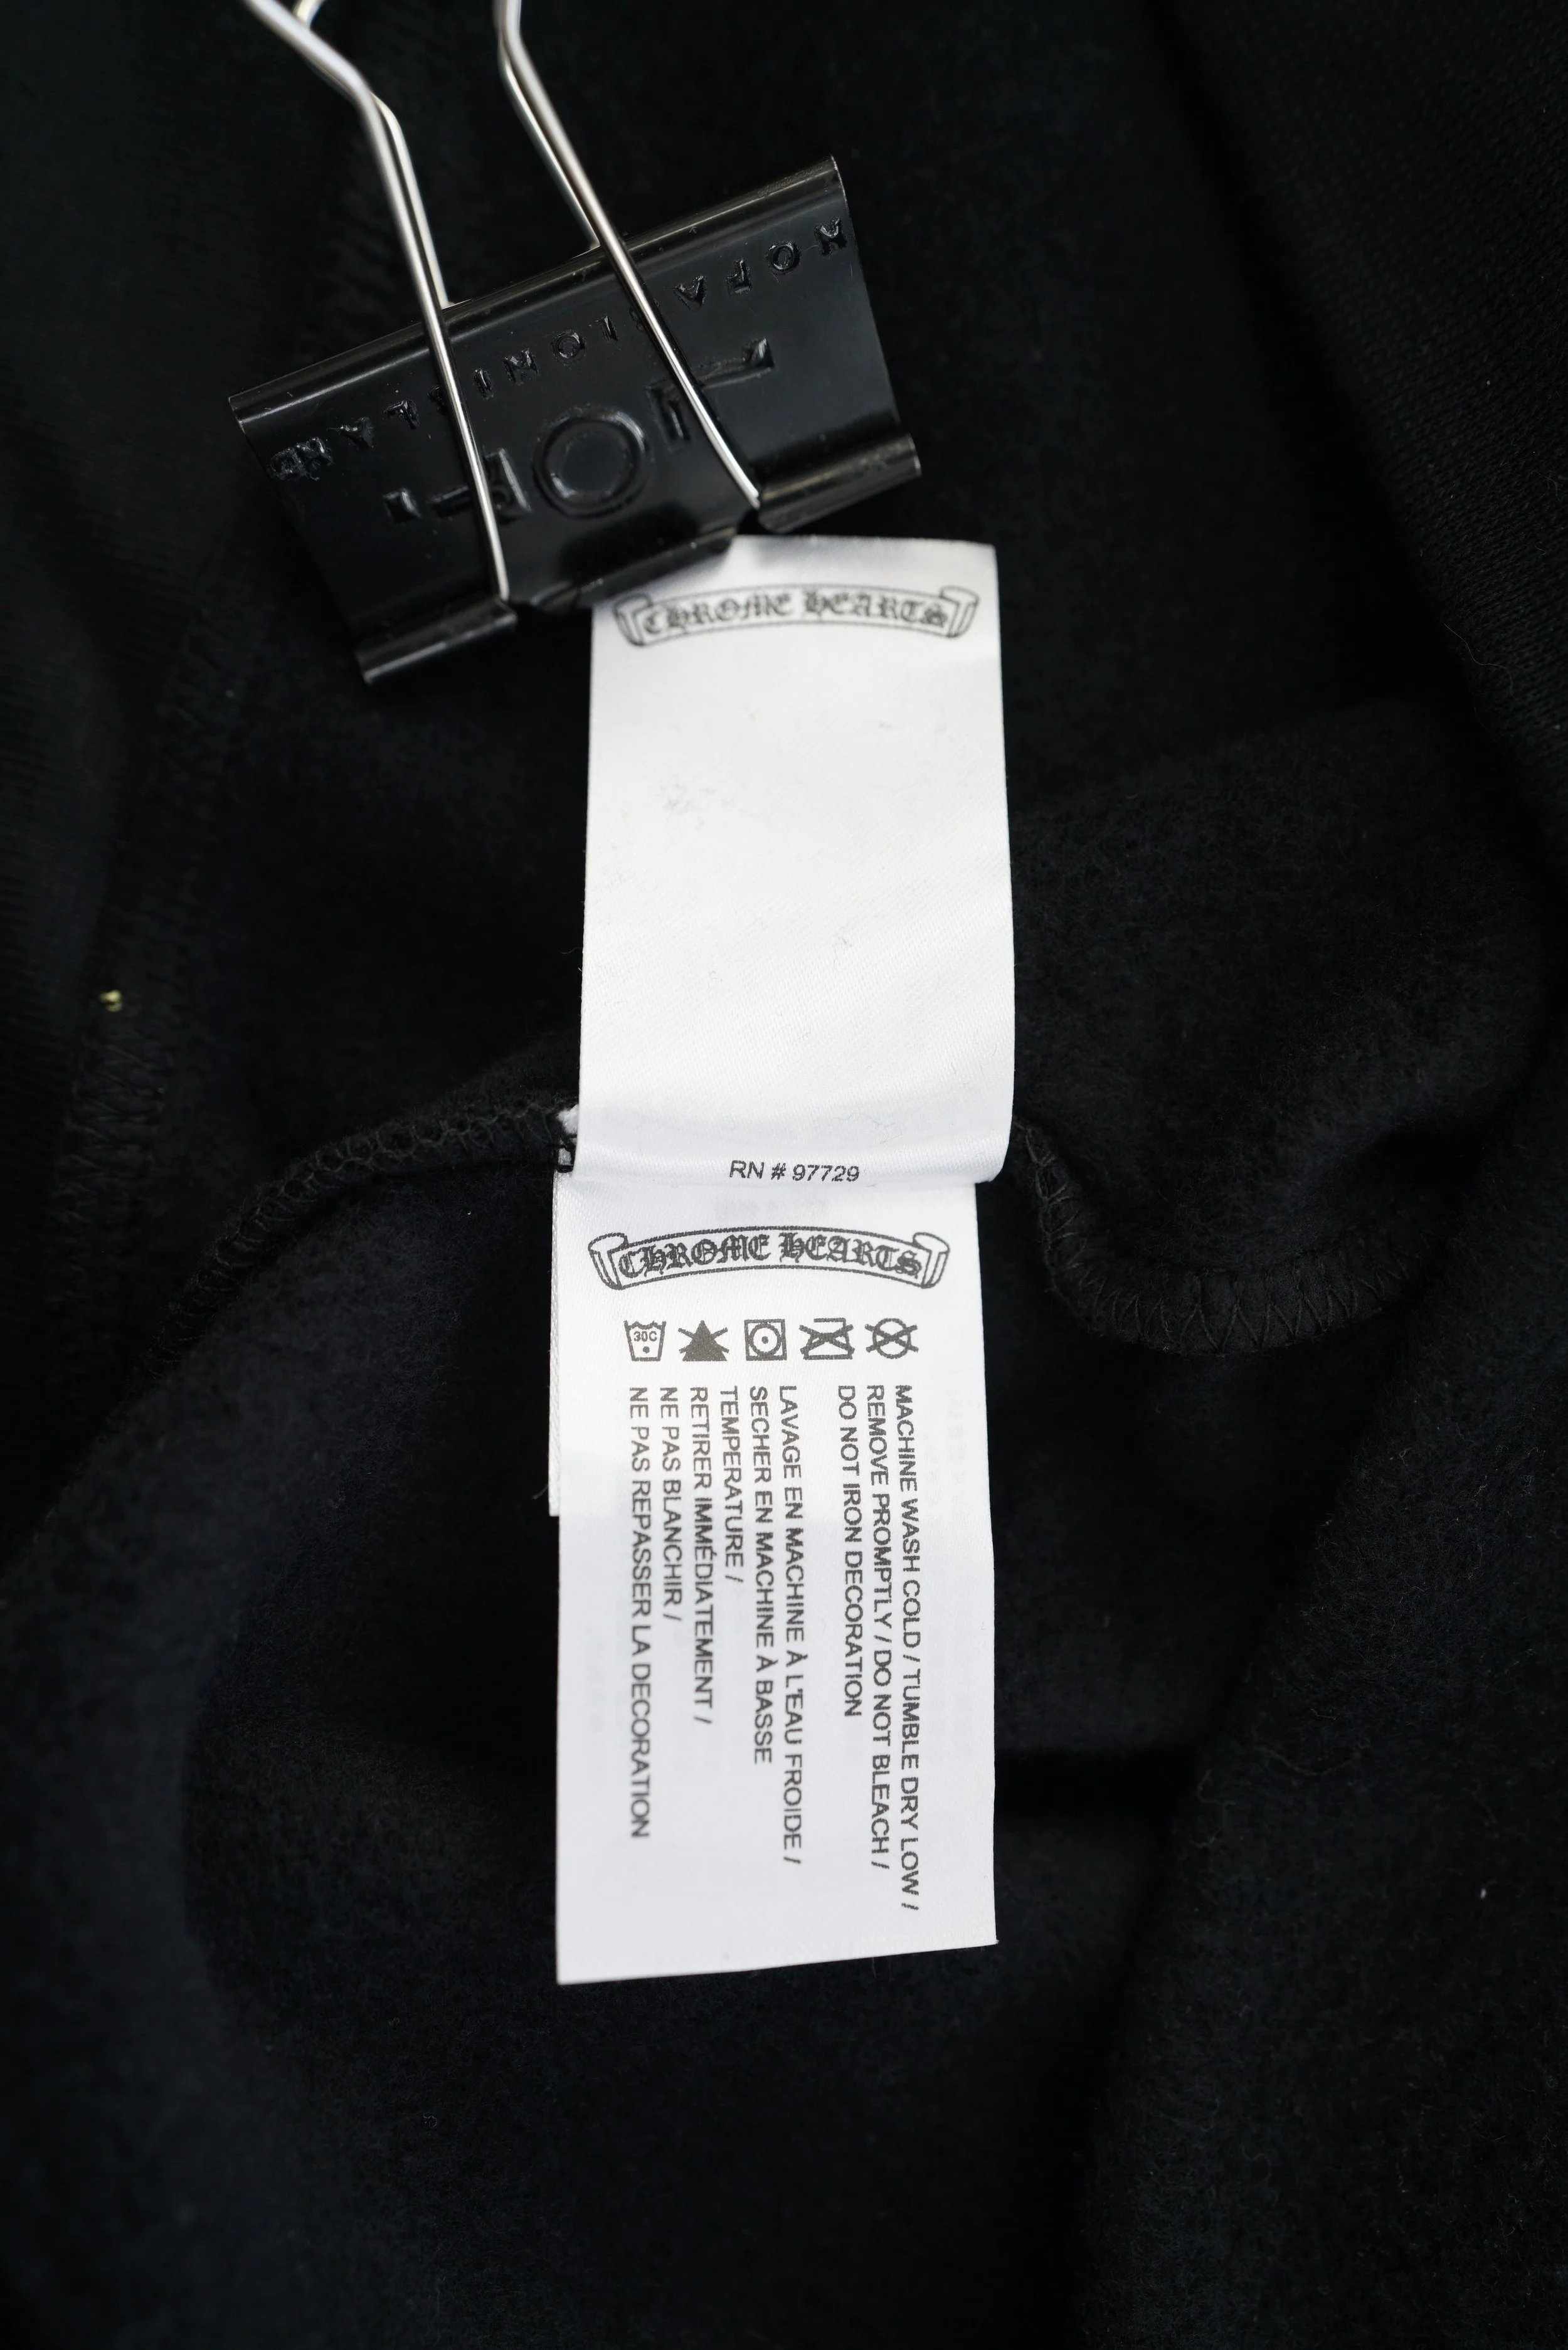 CHROME HEARTS
RN # 97729
CHROME HEARTS
30C
MACHINE WASH COLD / TUMBLE DRY LOW /
REMOVE PROMPTLY / DO NOT BLEACH /
DO NOT IRON DECORATION
LAVAGE EN MACHINE À L'EAU FROIDE /
SECHER EN MACHINE À BASSE
TEMPERATURE /
RETIRER IMMÉDIATEMENT /
NE PAS BLANCHIR /
NE PAS REPASSER LA DECORATION